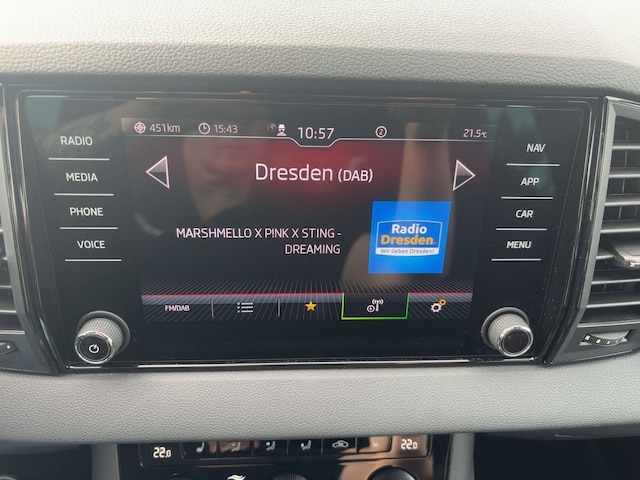 451km 15:43 10:57 2 21.5°C
RADIO
MEDIA
PHONE
VOICE
Dresden (DAB)
MARSHMELLO X PINK X STING -
DREAMING
Radio
Dresden
Wir lieben Dresden!
NAV
APP
CAR
MENU
FM/DAB
22.0
22.0